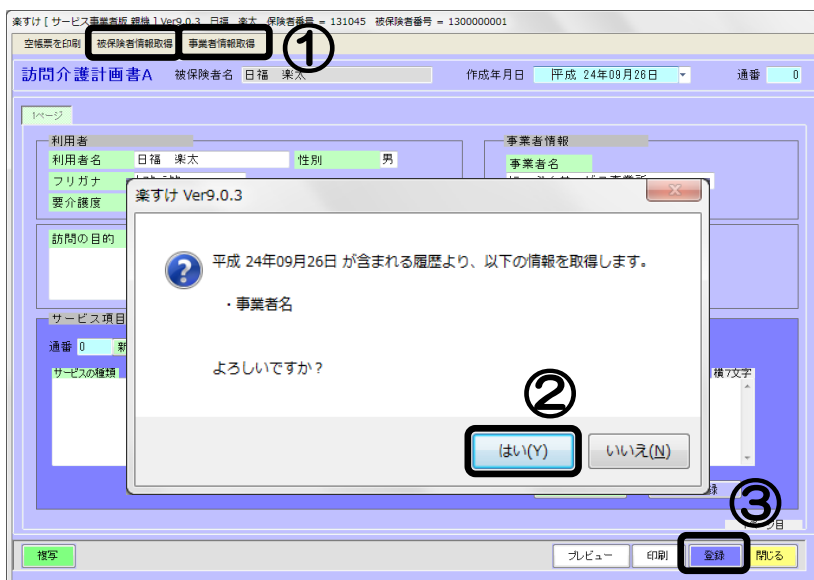 楽すけ [ サービス事業者版 親機 ] Ver9.0.3 日福 楽太 保険者番号 = 131045 被保険者番号 = 1300000001
空帳票を印刷 被保険者情報取得 事業者情報取得 ①
訪問介護計画書A 被保険者名 日福 楽太 作成年月日 平成 24年09月26日 通番 0
1ページ
利用者 事業者情報
利用者名 日福 楽太 性別 男 事業者名
フリガナ
楽すけ Ver9.0.3
要介護度
訪問の目的
平成 24年09月26日 が含まれる履歴より、以下の情報を取得します。
・事業者名
サービス項目
通番 0 新
よろしいですか？
サービスの種類 横7文字
②
はい(Y) いいえ(N)
録
③
複写 プレビュー 印刷 登録 閉じる